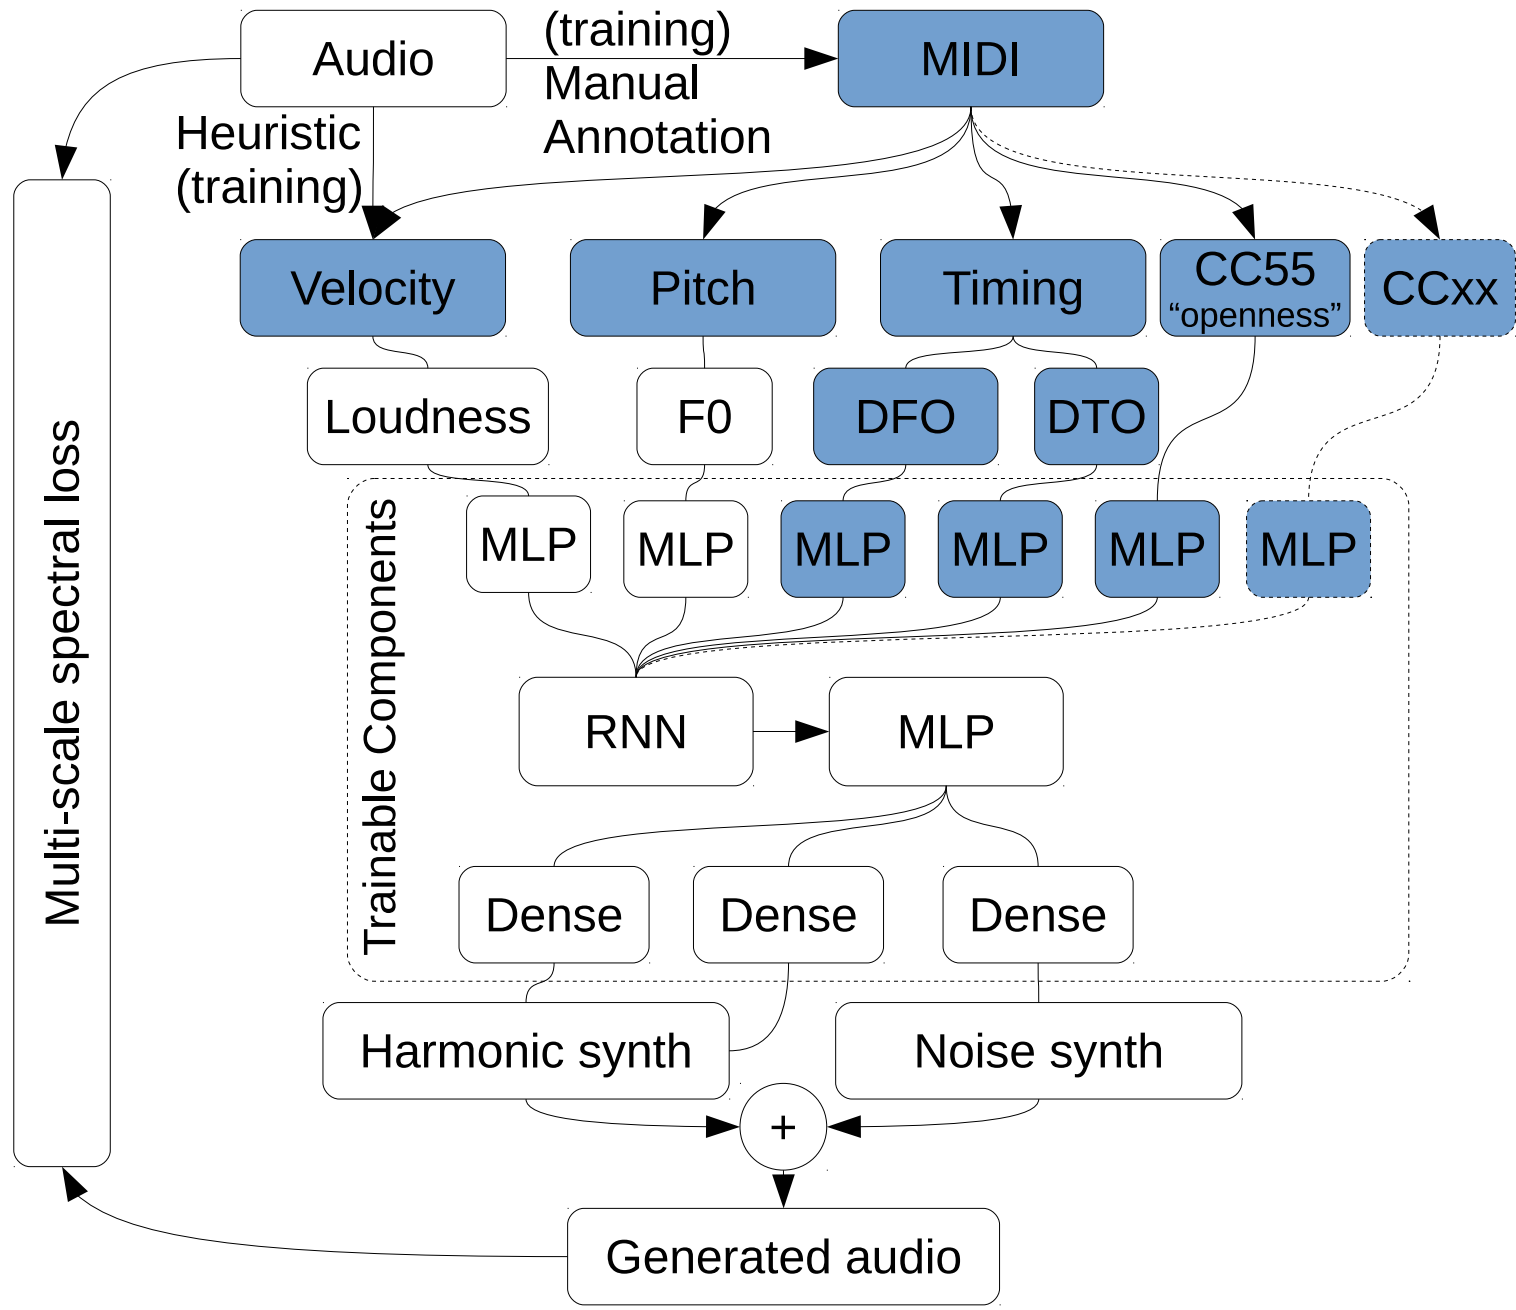 Audio
(training)
Manual
Annotation
MIDI
Heuristic
(training)
Velocity
Pitch
Timing
CC55
“openness”
CCxx
Loudness
F0
DFO
DTO
MLP
MLP
MLP
MLP
MLP
MLP
Trainable Components
Multi-scale spectral loss
RNN
MLP
Dense
Dense
Dense
Harmonic synth
Noise synth
+
Generated audio